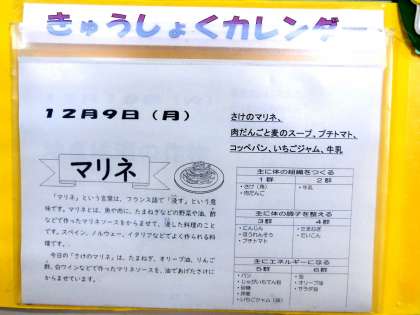 きゅうしょくカレンダー
12月9日（月）
さけのマリネ、
肉だんごと麦のスープ、プチトマト、
コッペパン、いちごジャム、牛乳
マリネ
「マリネ」という言葉は、フランス語で「浸す」という意
味です。マリネとは、魚や肉に、たまねぎなどの野菜や油、酢
などで作ったマリネソースをからませて、浸した料理のこと
です。スペイン、ノルウェー、イタリアなどでよく作られる料
理です。
今日の「さけのマリネ」は、たまねぎ、オリーブ油、りんご
酢、白ワインなどで作ったマリネソースを、油であげたさけに
からませています。
主に体の組織をつくる
1群 2群
・さけ（魚） ・牛乳
・肉だんご
主に体の調子を整える
3群 4群
・にんじん ・たまねぎ
・ほうれんそう ・だいこん
・プチトマト
主にエネルギーになる
5群 6群
・パン ・油
・じゃがいもでん粉 ・オリーブ油
・砂糖 ・サラダ油
・押麦
・いちごジャム